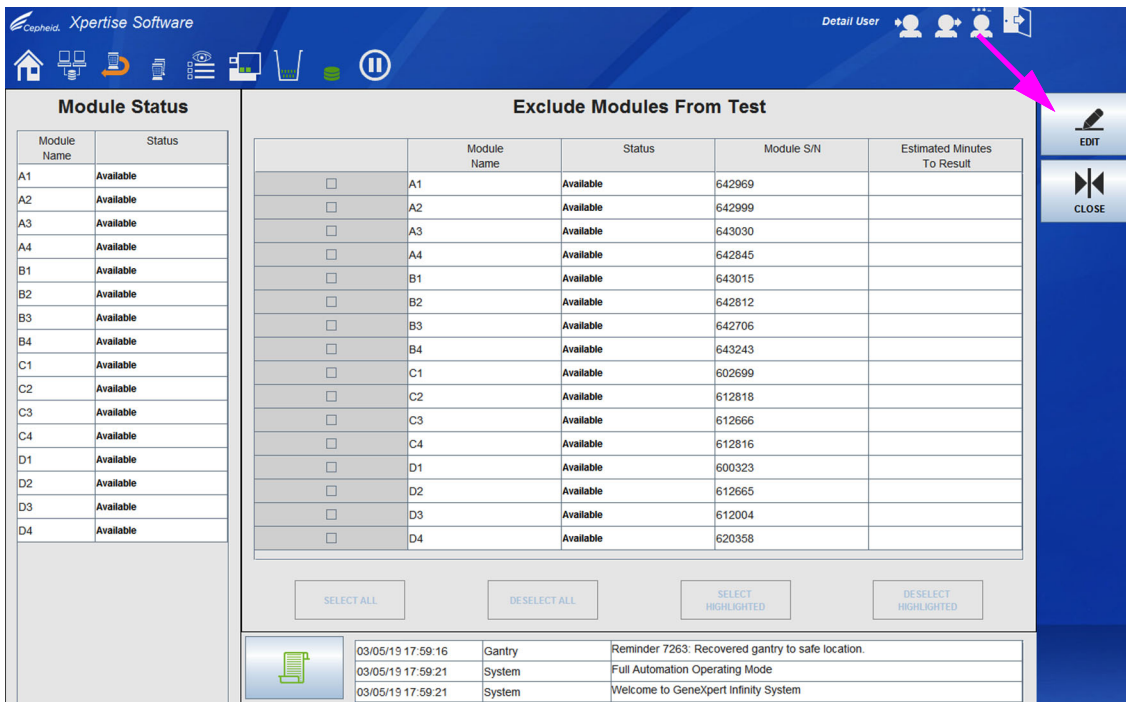 Cepheid. Xpertise Software
Detail User
Module Status
Module Name Status
A1 Available
A2 Available
A3 Available
A4 Available
B1 Available
B2 Available
B3 Available
B4 Available
C1 Available
C2 Available
C3 Available
C4 Available
D1 Available
D2 Available
D3 Available
D4 Available
Exclude Modules From Test
Module Name Status Module S/N Estimated Minutes To Result
A1 Available 642969
A2 Available 642999
A3 Available 643030
A4 Available 642845
B1 Available 643015
B2 Available 642812
B3 Available 642706
B4 Available 643243
C1 Available 602699
C2 Available 612818
C3 Available 612666
C4 Available 612816
D1 Available 600323
D2 Available 612665
D3 Available 612004
D4 Available 620358
SELECT ALL
DESELECT ALL
SELECT HIGHLIGHTED
DESELECT HIGHLIGHTED
03/05/19 17:59:16 Gantry Reminder 7263: Recovered gantry to safe location.
03/05/19 17:59:21 System Full Automation Operating Mode
03/05/19 17:59:21 System Welcome to GeneXpert Infinity System
EDIT
CLOSE